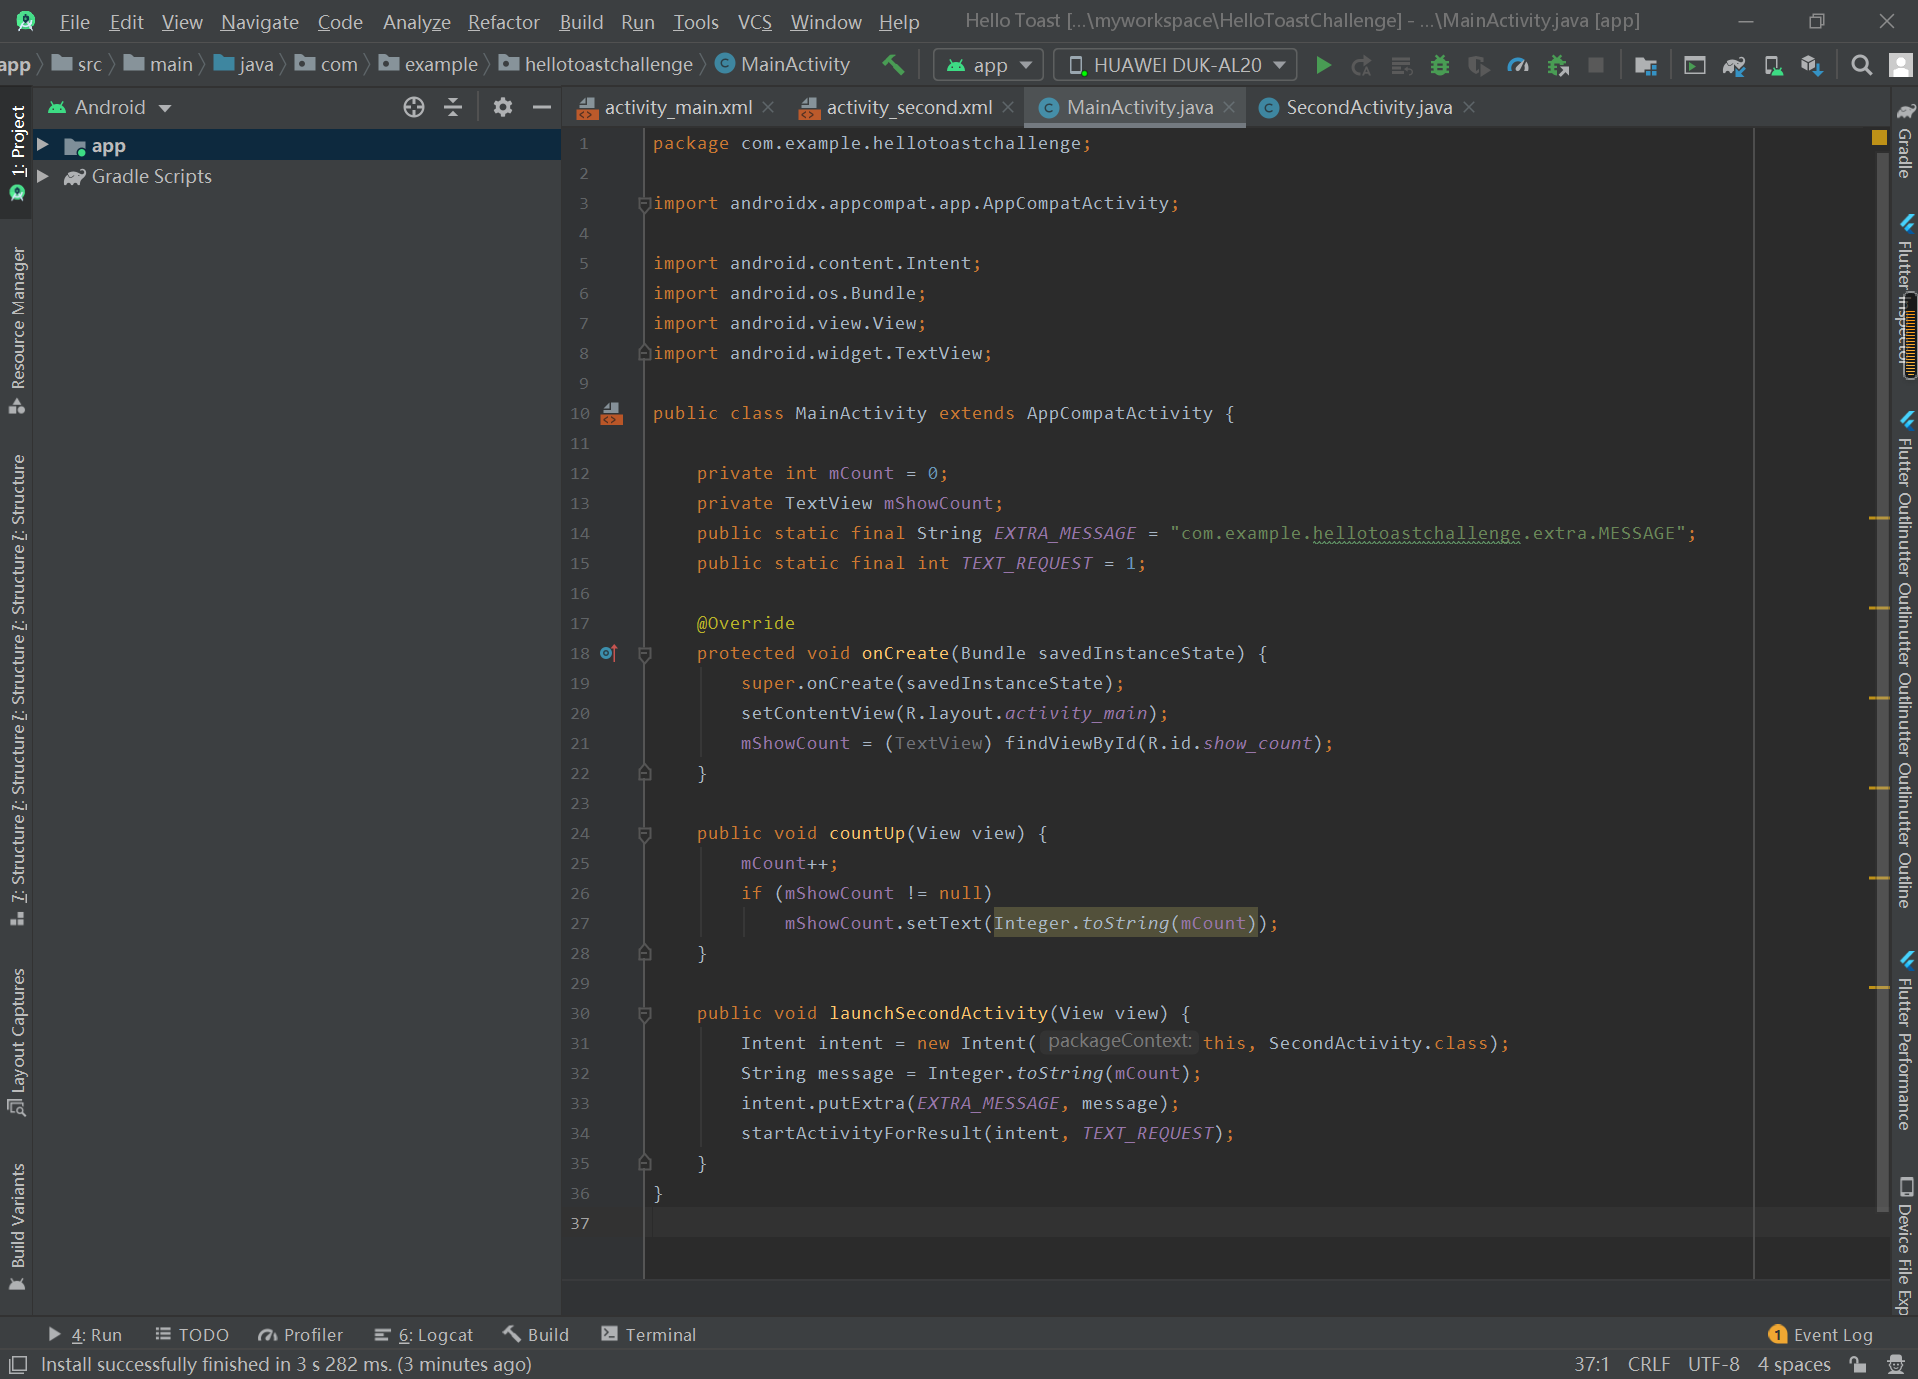 File Edit View Navigate Code Analyze Refactor Build Run Tools VCS Window Help Hello Toast [...\myworkspace\HelloToastChallenge] - ...\MainActivity.java [app]
app src main java com example hellotoastchallenge MainActivity app HUAWEI DUK-AL20
Android
activity_main.xml activity_second.xml MainActivity.java SecondActivity.java
app
Gradle Scripts
1: Project
Resource Manager
7: Structure 7: Structure 7: Structure 7: Structure 7: Structure
Layout Captures
Build Variants
1 package com.example.hellotoastchallenge;
2
3 import androidx.appcompat.app.AppCompatActivity;
4
5 import android.content.Intent;
6 import android.os.Bundle;
7 import android.view.View;
8 import android.widget.TextView;
9
10 public class MainActivity extends AppCompatActivity {
11
12 private int mCount = 0;
13 private TextView mShowCount;
14 public static final String EXTRA_MESSAGE = "com.example.hellotoastchallenge.extra.MESSAGE";
15 public static final int TEXT_REQUEST = 1;
16
17 @Override
18 protected void onCreate(Bundle savedInstanceState) {
19 super.onCreate(savedInstanceState);
20 setContentView(R.layout.activity_main);
21 mShowCount = (TextView) findViewById(R.id.show_count);
22 }
23
24 public void countUp(View view) {
25 mCount++;
26 if (mShowCount != null)
27 mShowCount.setText(Integer.toString(mCount));
28 }
29
30 public void launchSecondActivity(View view) {
31 Intent intent = new Intent( packageContext: this, SecondActivity.class);
32 String message = Integer.toString(mCount);
33 intent.putExtra(EXTRA_MESSAGE, message);
34 startActivityForResult(intent, TEXT_REQUEST);
35 }
36 }
37
Gradle
Flutter Inspector
Flutter Outlinutter Outlinutter Outlinutter Outlinutter Outline
Flutter Performance
Device File Exp
4: Run TODO Profiler 6: Logcat Build Terminal 1 Event Log
Install successfully finished in 3 s 282 ms. (3 minutes ago) 37:1 CRLF UTF-8 4 spaces